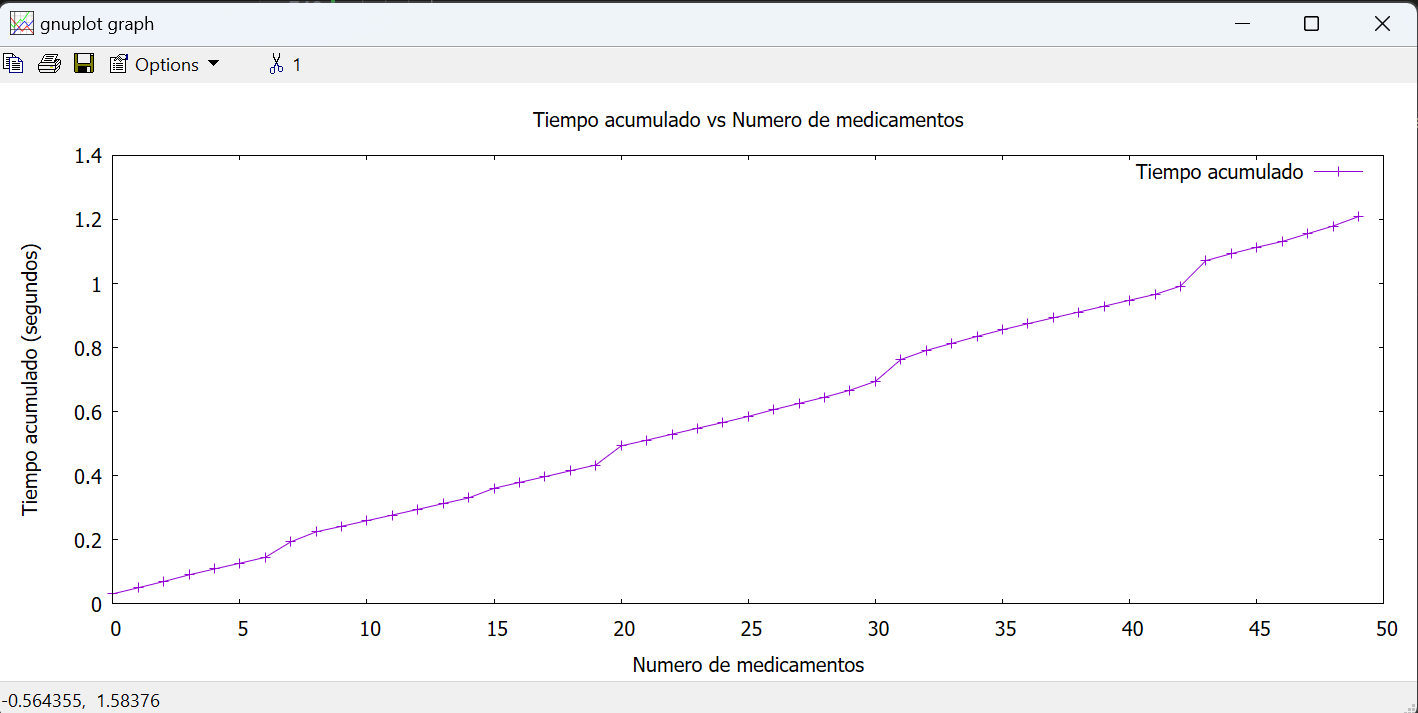 gnuplot graph
Options 1
Tiempo acumulado vs Numero de medicamentos
Tiempo acumulado
1.4
1.2
1
0.8
0.6
0.4
0.2
0
Tiempo acumulado (segundos)
0 5 10 15 20 25 30 35 40 45 50
Numero de medicamentos
-0.564355, 1.58376